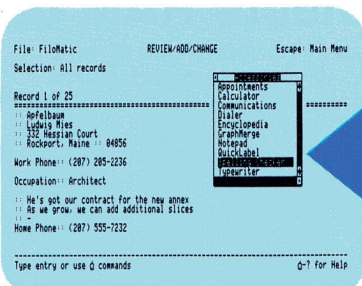 File: FiloMatic REVIEW/ADD/CHANGE Escape: Main Menu
Selection: All records
Record 1 of 25
:: Apfelbaum
:: Ludwig Mies
:: 332 Hessian Court
:: Rockport, Maine :: 04856
Work Phone:: (207) 205-2236
Occupation:: Architect
:: He's got our contract for the new annex
:: As we grow, we can add additional slices
:: -
Home Phone:: (207) 555-7232
Accessories
Appointments
Calculator
Communications
Dialer
Encyclopedia
GraphMerge
Notepad
QuickLabel
Spelling Checker
Typewriter
Type entry or use commands -? for Help